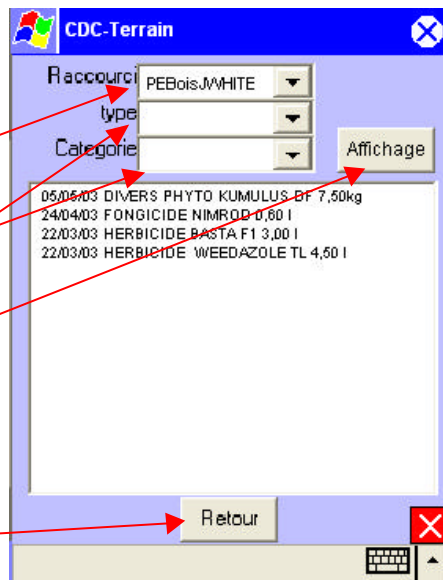 CDC-Terrain
Raccourci PEBoisJWHITE
type
Categorie
Affichage
05/05/03 DIVERS PHYTO KUMULUS DF 7,50kg
24/04/03 FONGICIDE NIMROD 0,60 l
22/03/03 HERBICIDE BASTA F1 3,00 l
22/03/03 HERBICIDE WEEDAZOLE TL 4,50 l
Retour